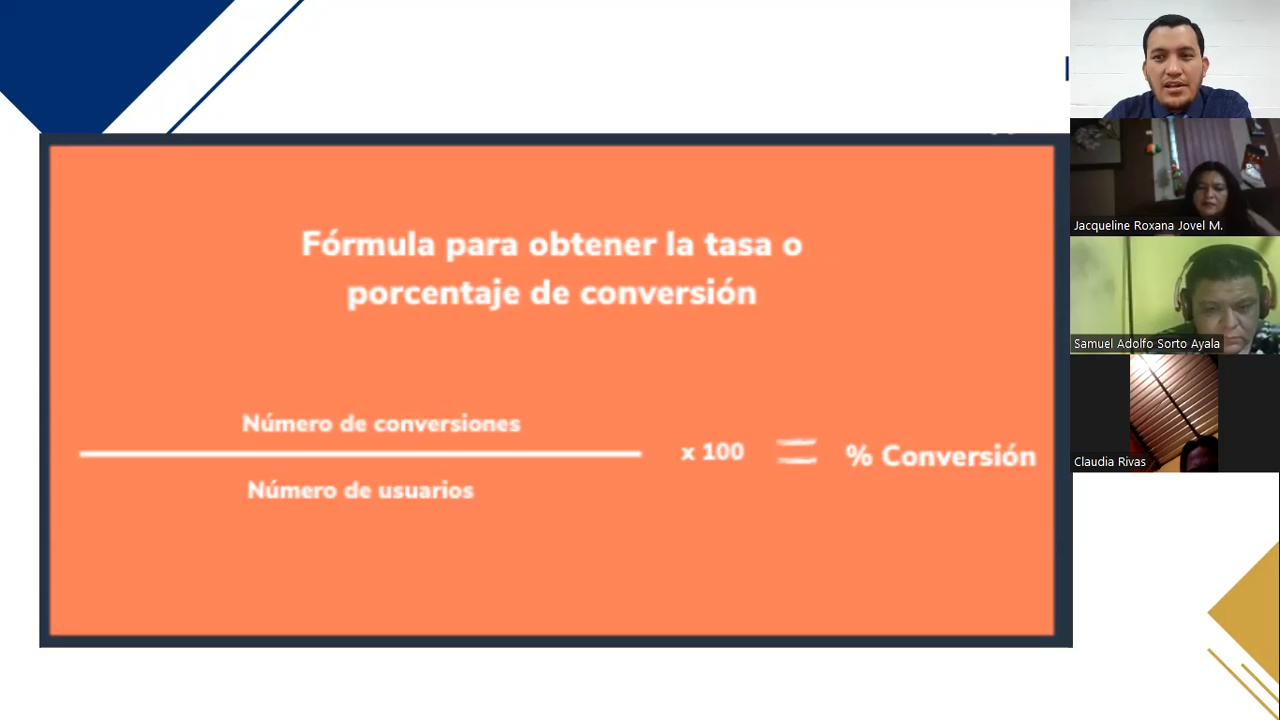 Fórmula para obtener la tasa o
porcentaje de conversión
Número de conversiones
Número de usuarios
x 100 = % Conversión
Jacqueline Roxana Jovel M.
Samuel Adolfo Sorto Ayala
Claudia Rivas